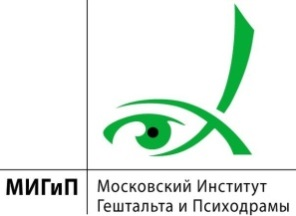 МИГиП
Московский Институт
Гештальта и Психодрамы